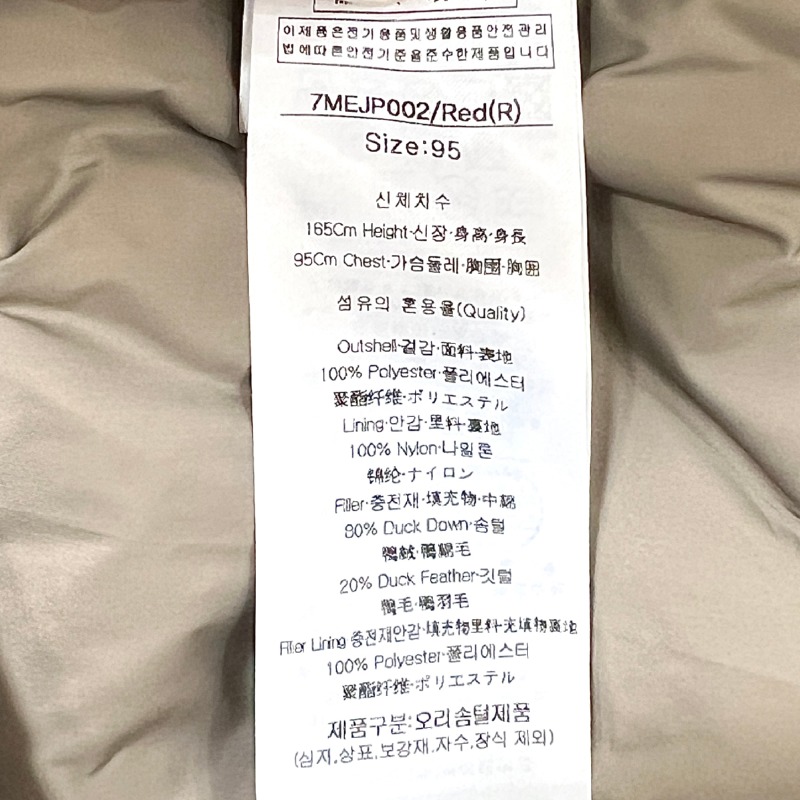 이 제품은 전기용품 및 생활용품 안전 관리
법에 따른 안전기준을 준수한 제품입니다
7MEJP002/Red(R)
Size:95
신체치수
165Cm Height·신장·身高·身長
95Cm Chest·가슴둘레·胸围·胸囲
섬유의 혼용율(Quality)
Outshell·겉감·面料·表地
100% Polyester·폴리에스터
聚酯纤维·ポリエステル
Lining·안감·里料·裏地
100% Nylon·나일론
锦纶·ナイロン
Filler·충전재·填充物·中綿
80% Duck Down·솜털
鸭绒·鴨綿毛
20% Duck Feather·깃털
鸭毛·鴨羽毛
Filler Lining 충전재안감·填充物里料·充填物裏地
100% Polyester·폴리에스터
聚酯纤维·ポリエステル
제품구분:오리솜털제품
(심지,상표,보강재,자수,장식 제외)